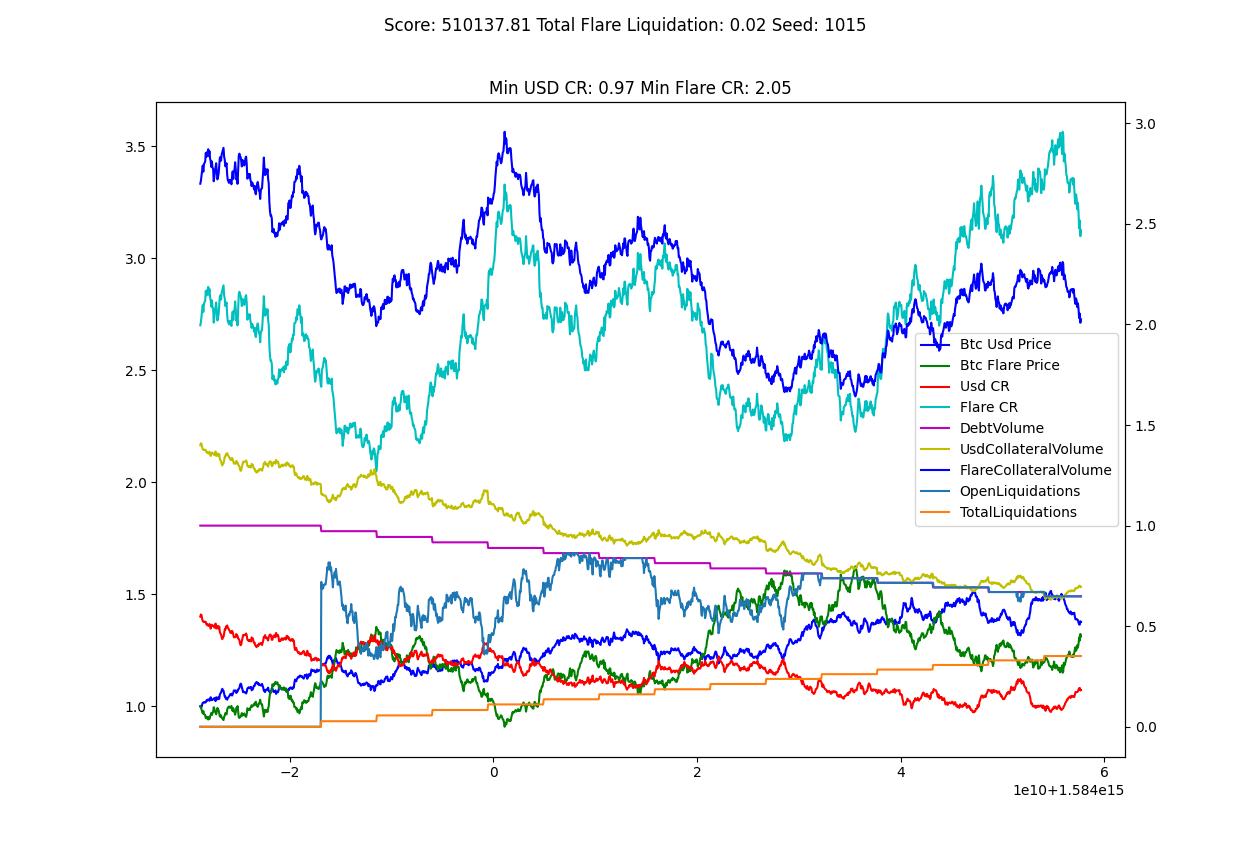 Score: 510137.81 Total Flare Liquidation: 0.02 Seed: 1015
Min USD CR: 0.97 Min Flare CR: 2.05
3.5
3.0
2.5
2.0
1.5
1.0
3.0
2.5
2.0
1.5
1.0
0.5
0.0
Btc Usd Price
Btc Flare Price
Usd CR
Flare CR
DebtVolume
UsdCollateralVolume
FlareCollateralVolume
OpenLiquidations
TotalLiquidations
−2 0 2 4 6
1e10+1.584e15